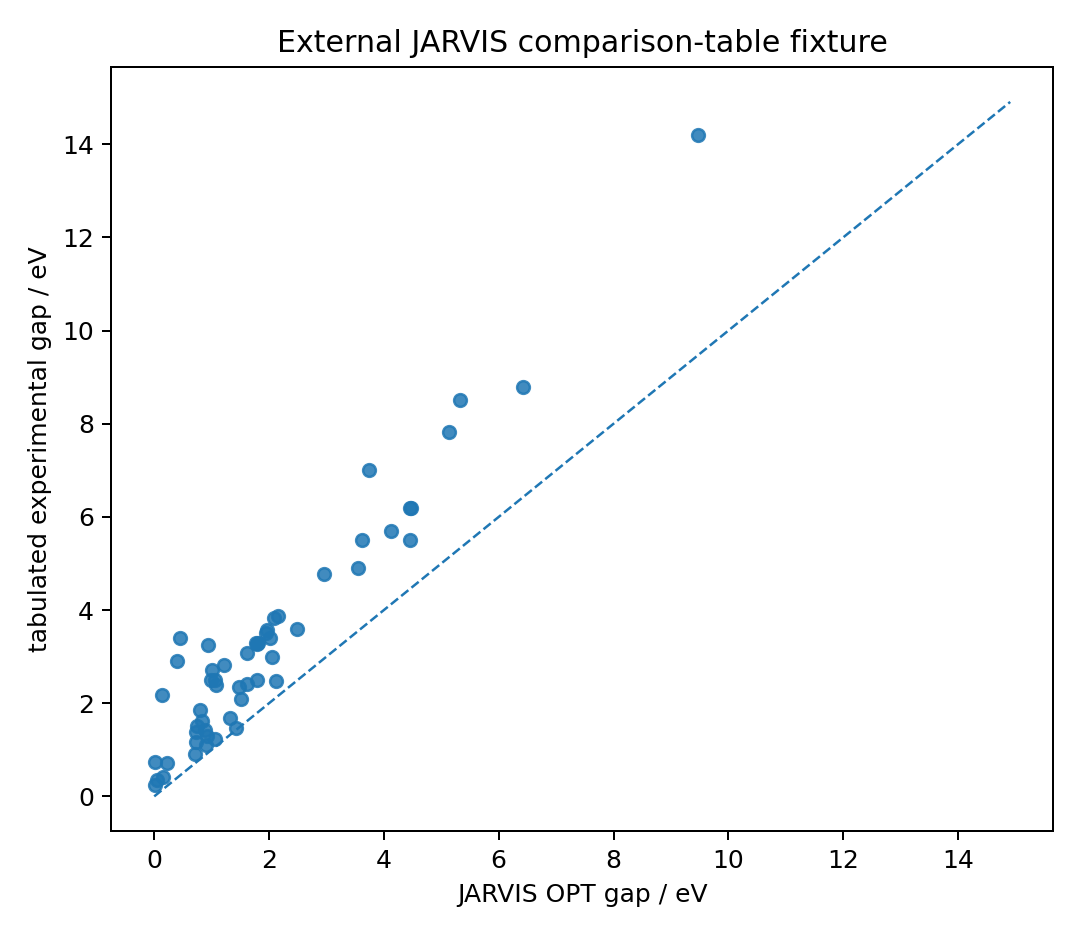 External JARVIS comparison-table fixture
tabulated experimental gap / eV
14
12
10
8
6
4
2
0
0 2 4 6 8 10 12 14
JARVIS OPT gap / eV